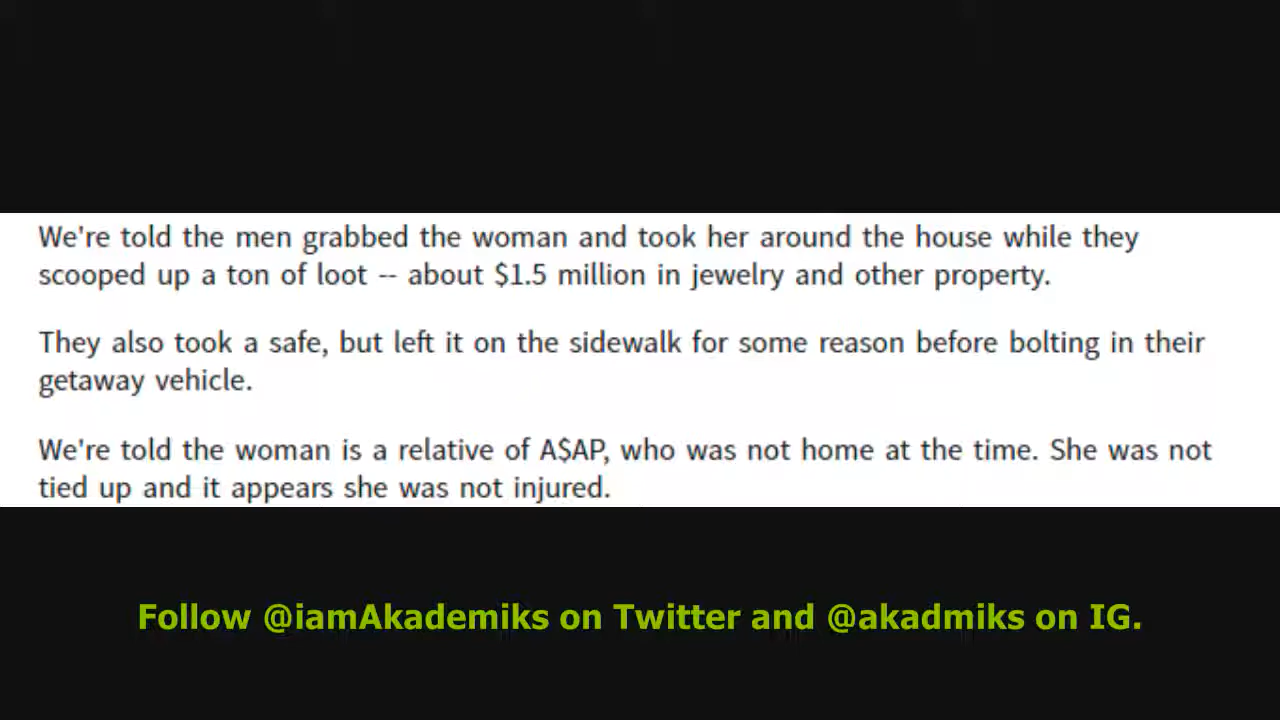 We're told the men grabbed the woman and took her around the house while they
scooped up a ton of loot -- about $1.5 million in jewelry and other property.
They also took a safe, but left it on the sidewalk for some reason before bolting in their
getaway vehicle.
We're told the woman is a relative of A$AP, who was not home at the time. She was not
tied up and it appears she was not injured.
Follow @iamAkademiks on Twitter and @akadmiks on IG.